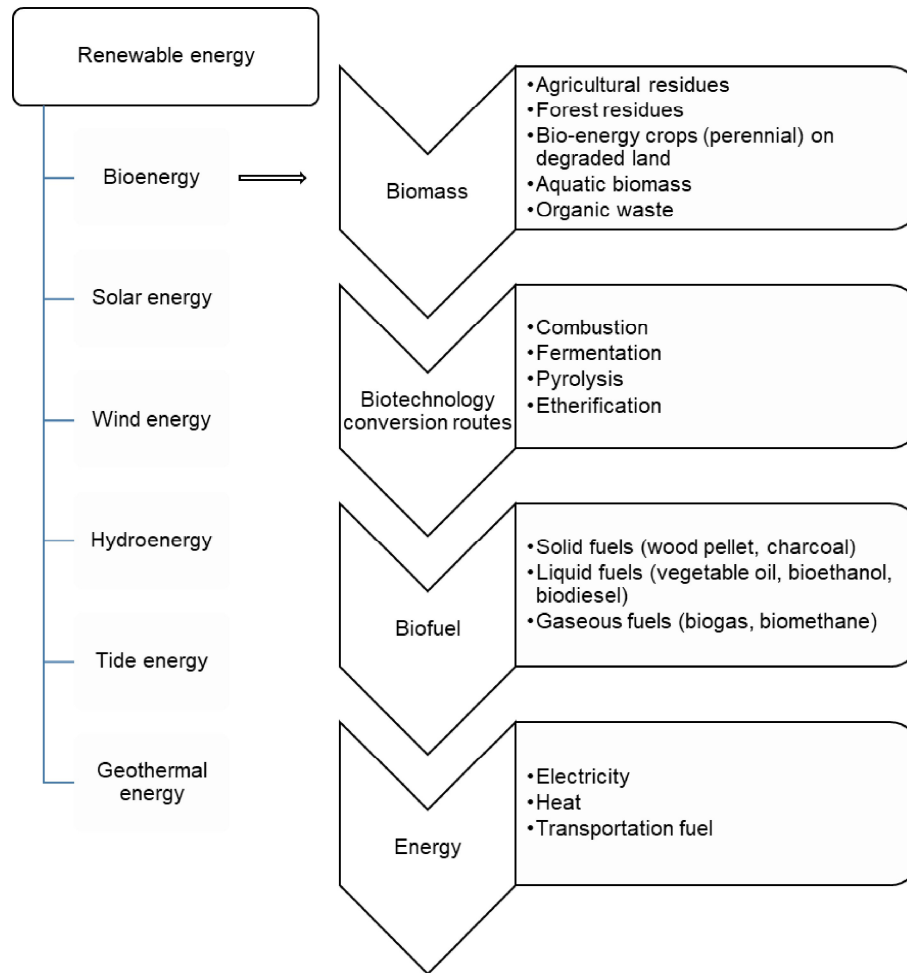 Renewable energy
Bioenergy
Solar energy
Wind energy
Hydroenergy
Tide energy
Geothermal
energy
Biomass
•Agricultural residues
•Forest residues
•Bio-energy crops (perennial) on
degraded land
•Aquatic biomass
•Organic waste
Biotechnology
conversion routes
•Combustion
•Fermentation
•Pyrolysis
•Etherification
Biofuel
•Solid fuels (wood pellet, charcoal)
•Liquid fuels (vegetable oil, bioethanol,
biodiesel)
•Gaseous fuels (biogas, biomethane)
Energy
•Electricity
•Heat
•Transportation fuel